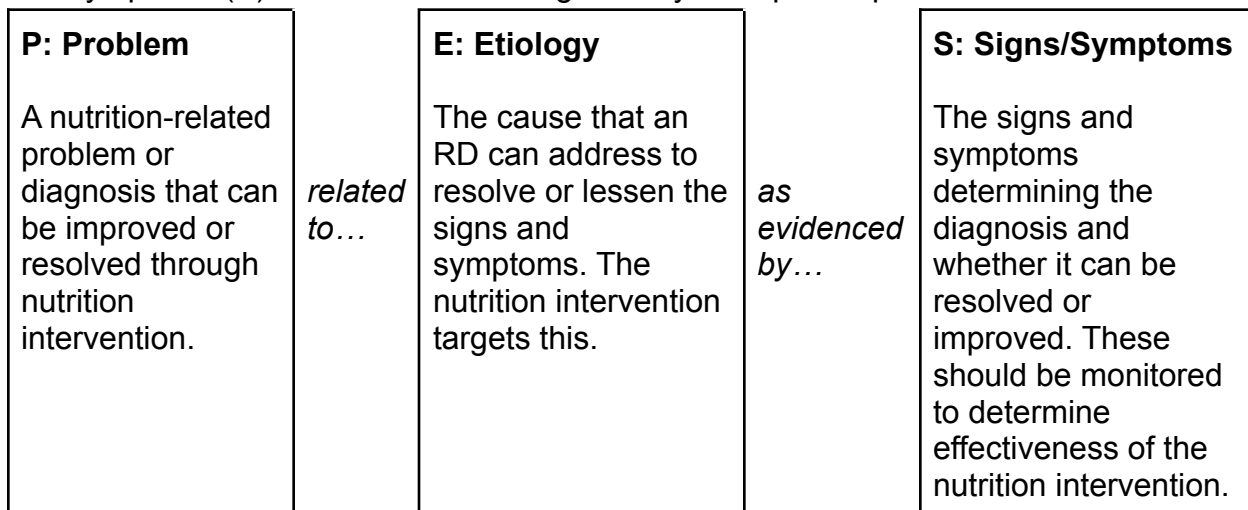 P: Problem
A nutrition-related
problem or
diagnosis that can
be improved or
resolved through
nutrition
intervention.
related
to…
E: Etiology
The cause that an
RD can address to
resolve or lessen the
signs and
symptoms. The
nutrition intervention
targets this.
as
evidenced
by…
S: Signs/Symptoms
The signs and
symptoms
determining the
diagnosis and
whether it can be
resolved or
improved. These
should be monitored
to determine
effectiveness of the
nutrition intervention.